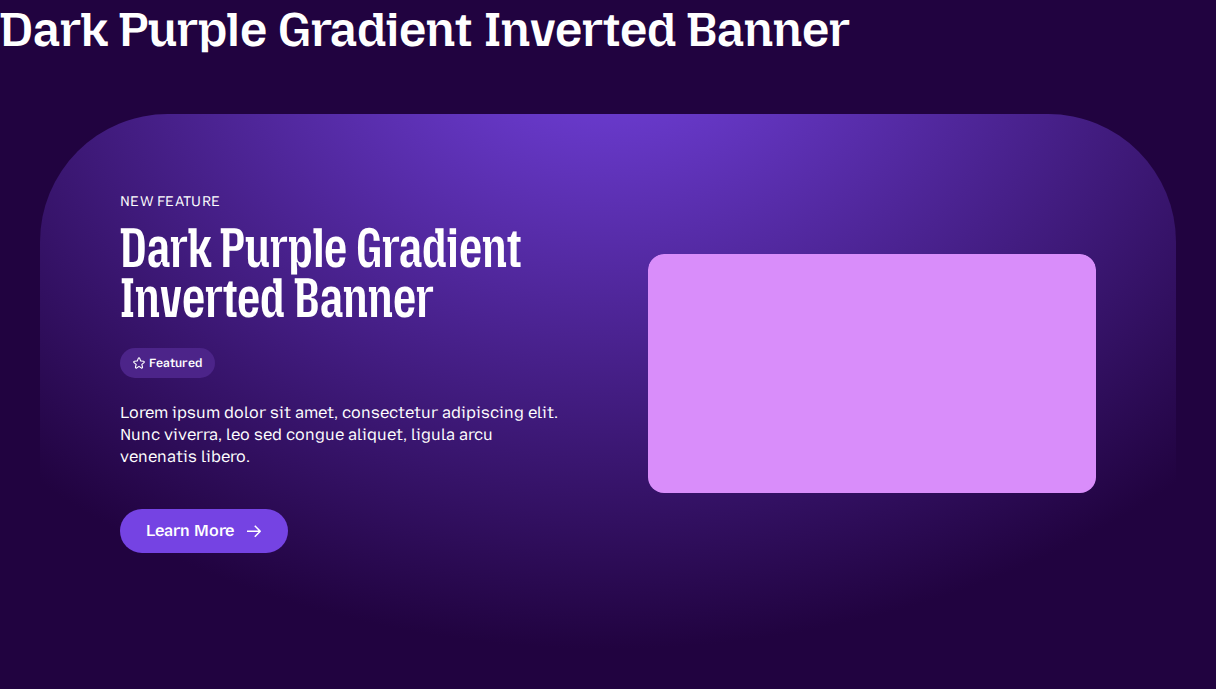 Dark Purple Gradient Inverted Banner
NEW FEATURE
Dark Purple Gradient
Inverted Banner
Featured
Lorem ipsum dolor sit amet, consectetur adipiscing elit.
Nunc viverra, leo sed congue aliquet, ligula arcu
venenatis libero.
Learn More